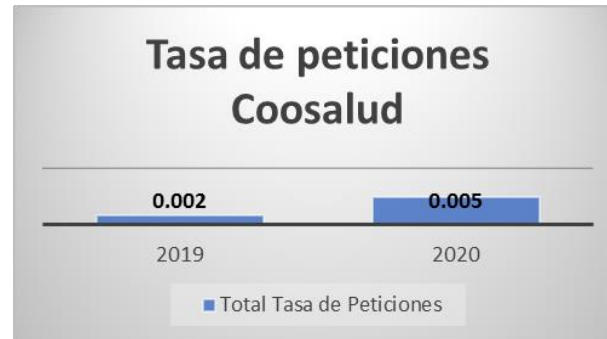 Tasa de peticiones
Coosalud
0.002
0.005
2019
2020
Total Tasa de Peticiones